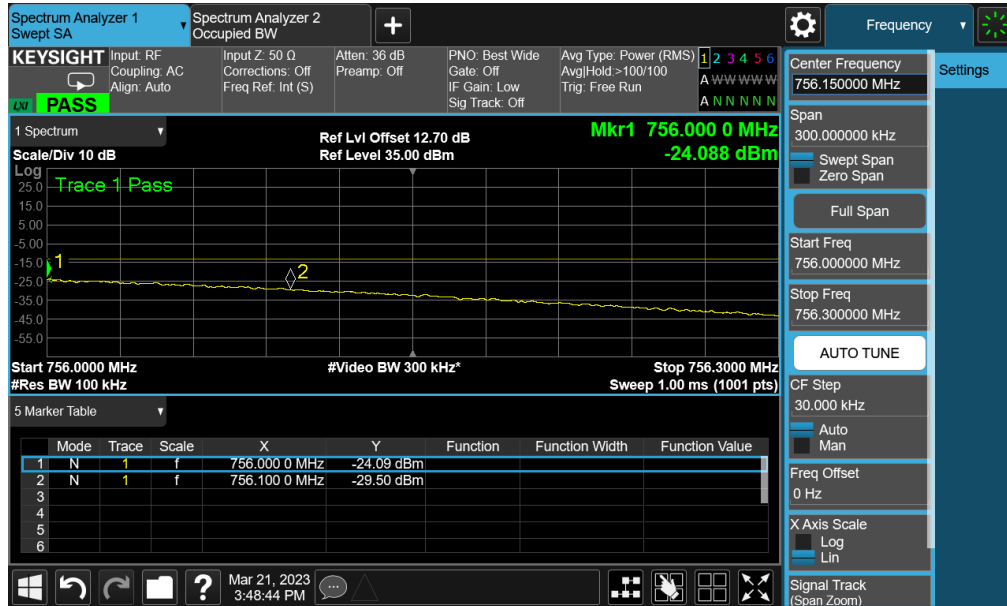 Spectrum Analyzer 1
Swept SA
Spectrum Analyzer 2
Occupied BW
Frequency
KEYSIGHT
LXI
PASS
Input: RF
Coupling: AC
Align: Auto
Input Z: 50 Ω
Corrections: Off
Freq Ref: Int (S)
Atten: 36 dB
Preamp: Off
PNO: Best Wide
Gate: Off
IF Gain: Low
Sig Track: Off
Avg Type: Power (RMS)
Avg|Hold:>100/100
Trig: Free Run
1 2 3 4 5 6
A W W W W W
A N N N N N
1 Spectrum
Scale/Div 10 dB
Ref Lvl Offset 12.70 dB
Ref Level 35.00 dBm
Mkr1 756.000 0 MHz
-24.088 dBm
Log
Trace 1 Pass
25.0
15.0
5.00
-5.00
-15.0
-25.0
-35.0
-45.0
-55.0
1
2
Start 756.0000 MHz
#Video BW 300 kHz*
Stop 756.3000 MHz
#Res BW 100 kHz
Sweep 1.00 ms (1001 pts)
5 Marker Table
Mode Trace Scale X Y Function Function Width Function Value
1 N 1 f 756.000 0 MHz -24.09 dBm
2 N 1 f 756.100 0 MHz -29.50 dBm
3
4
5
6
?
Mar 21, 2023
3:48:44 PM
Center Frequency
756.150000 MHz
Span
300.000000 kHz
Swept Span
Zero Span
Full Span
Start Freq
756.000000 MHz
Stop Freq
756.300000 MHz
AUTO TUNE
CF Step
30.000 kHz
Auto
Man
Freq Offset
0 Hz
X Axis Scale
Log
Lin
Signal Track
(Span Zoom)
Settings